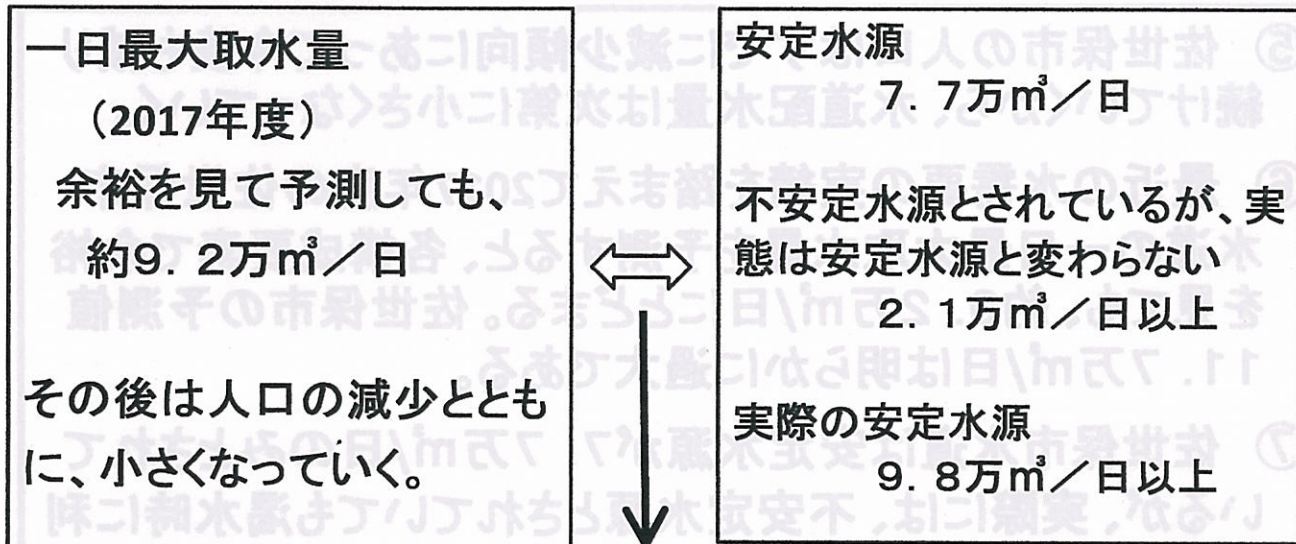 一日最大取水量
（2017年度）
余裕を見て予測しても、
約9．2万㎥／日
その後は人口の減少ととも
に、小さくなっていく。
安定水源
7．7万㎥／日
不安定水源とされているが、実
態は安定水源と変わらない
2．1万㎥／日以上
実際の安定水源
9．8万㎥／日以上